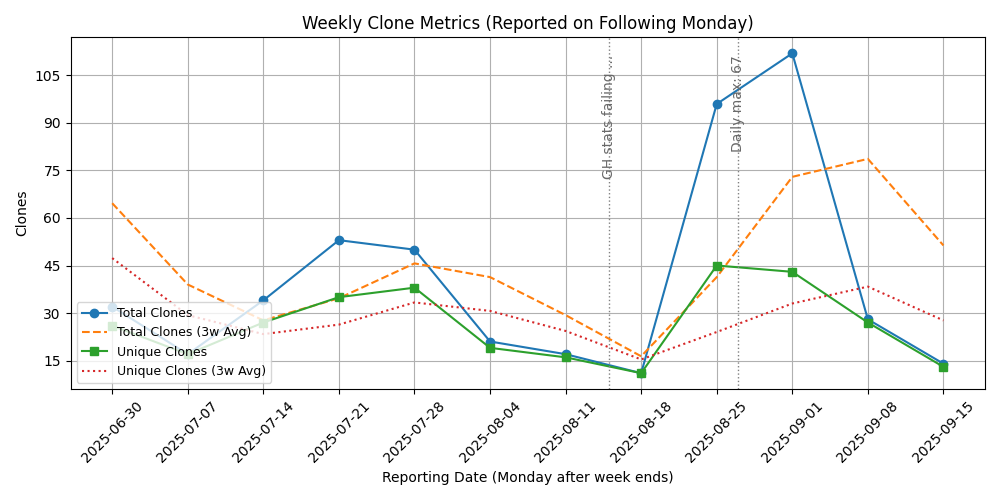 Weekly Clone Metrics (Reported on Following Monday)
Clones
105
90
75
60
45
30
15
GH stats failing ...
Daily max: 67
Total Clones
Total Clones (3w Avg)
Unique Clones
Unique Clones (3w Avg)
2025-06-30
2025-07-07
2025-07-14
2025-07-21
2025-07-28
2025-08-04
2025-08-11
2025-08-18
2025-08-25
2025-09-01
2025-09-08
2025-09-15
Reporting Date (Monday after week ends)